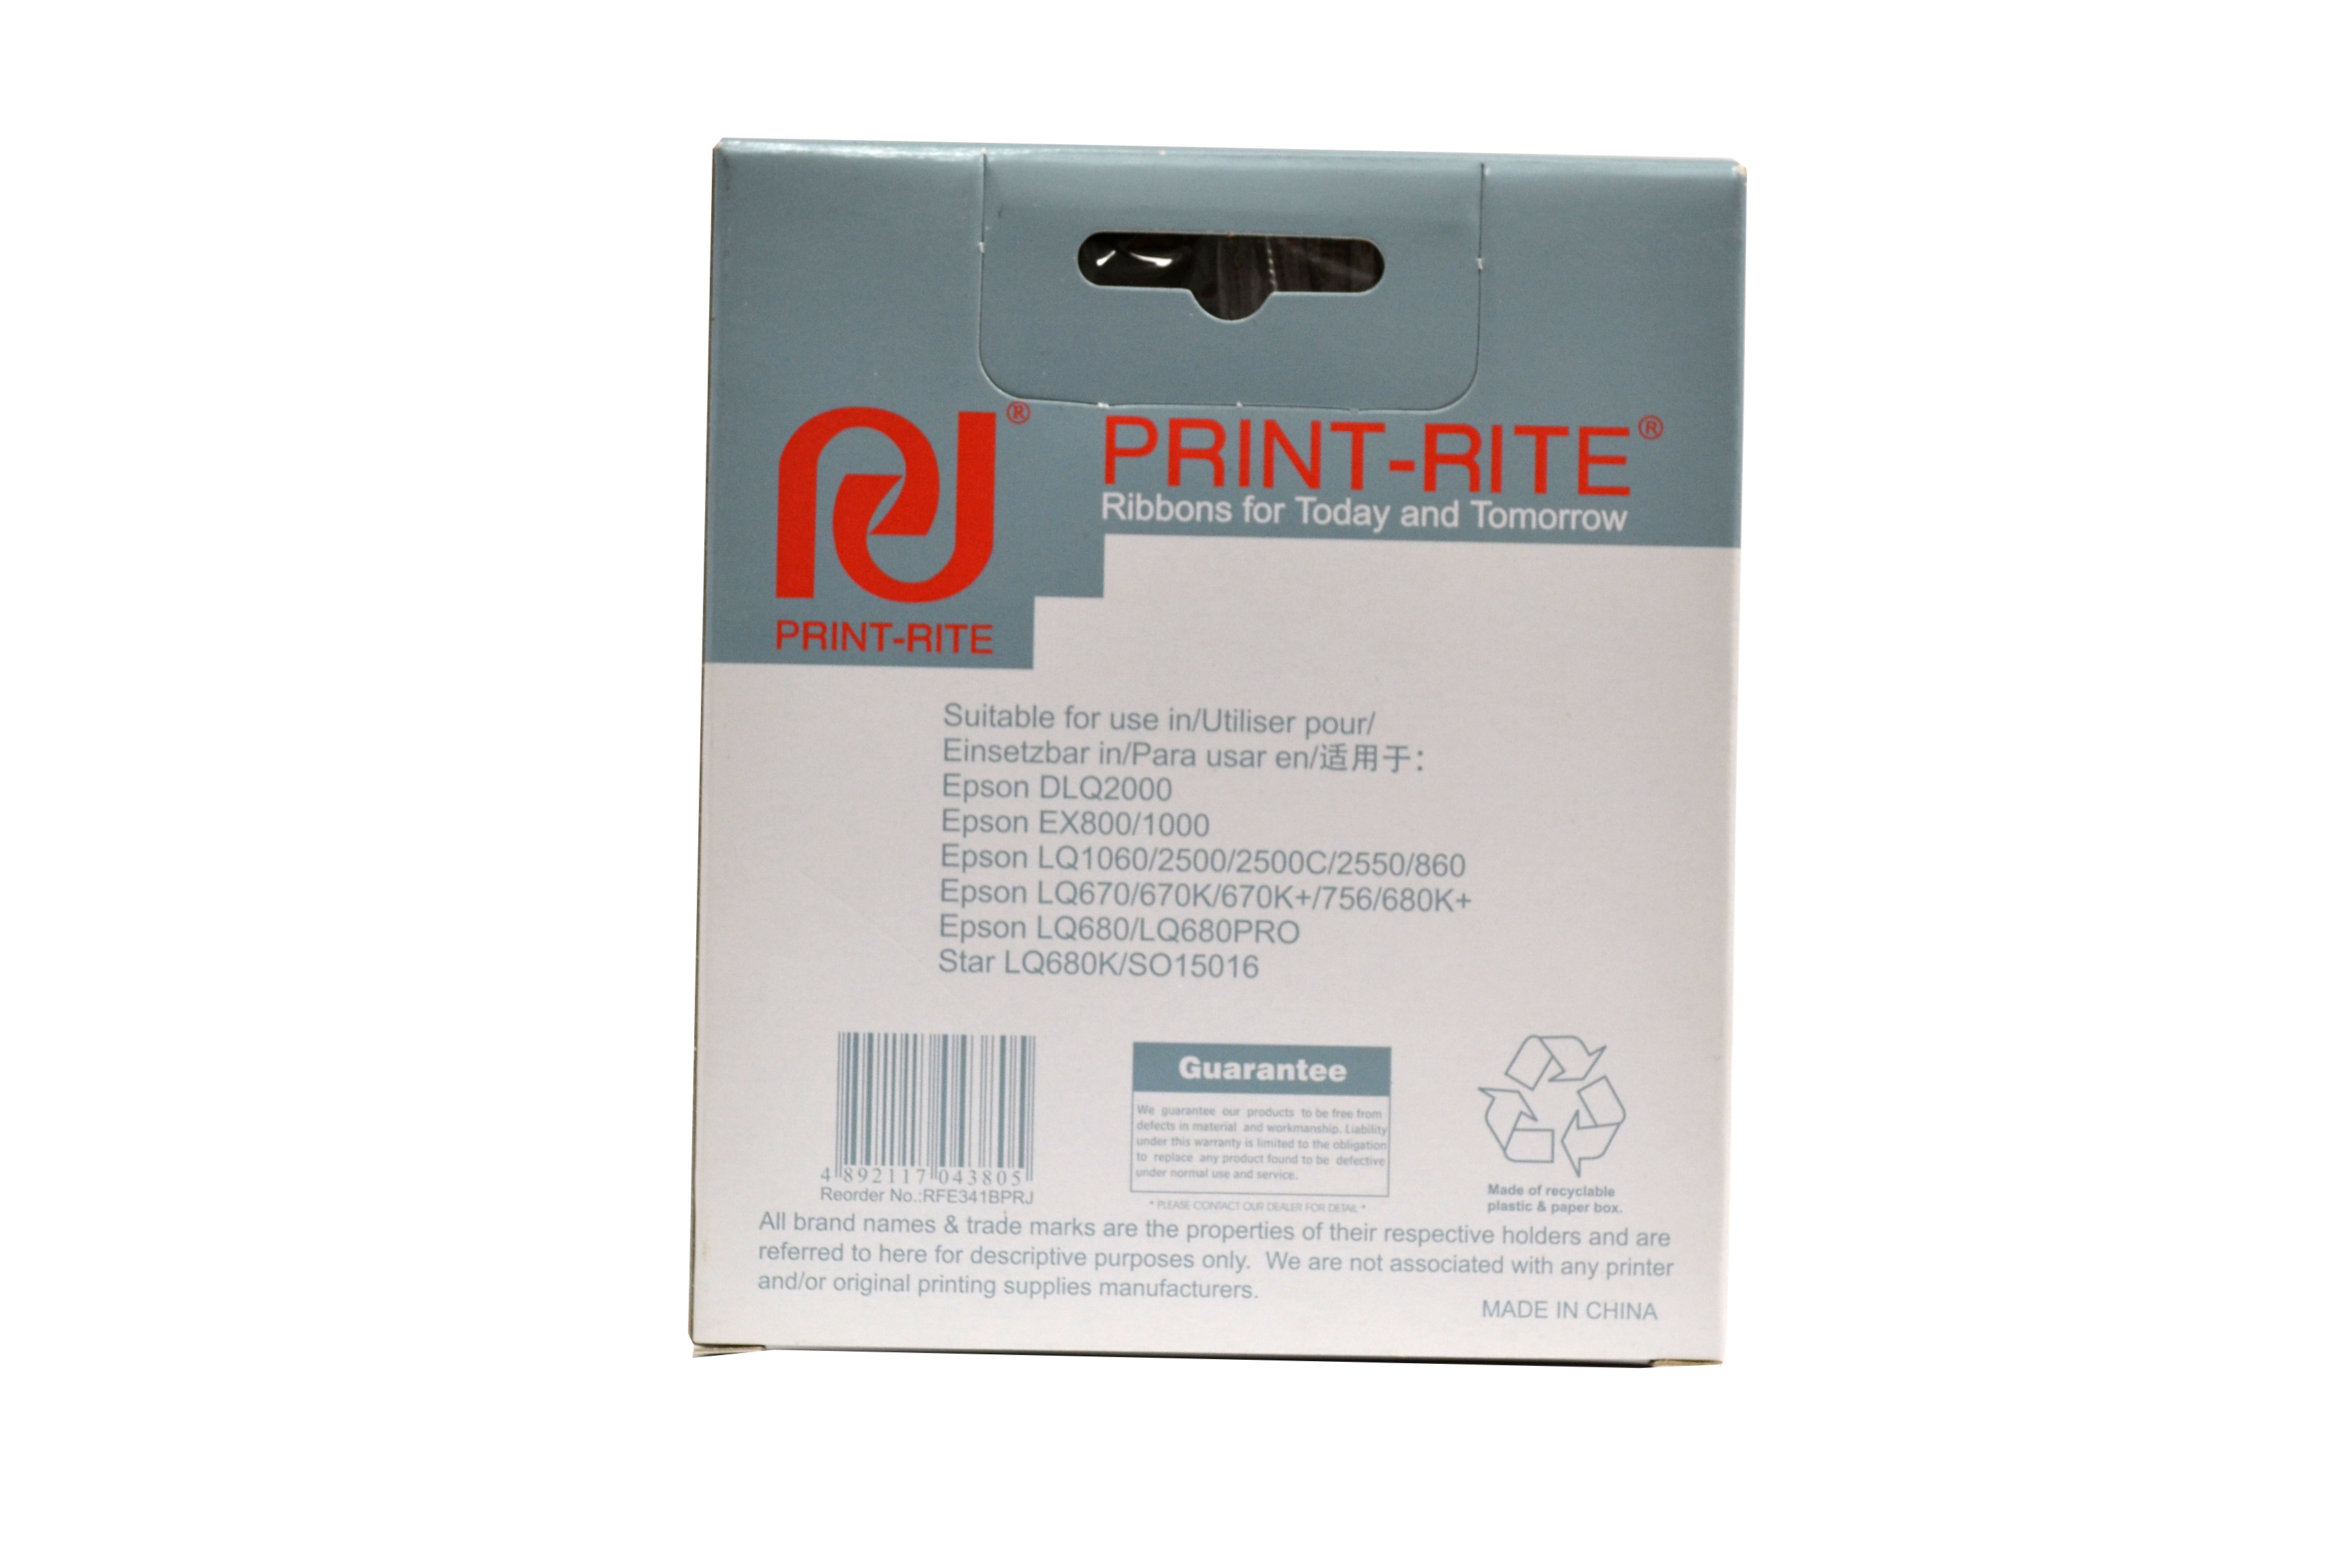 ®
PRINT-RITE®
Ribbons for Today and Tomorrow
PRINT-RITE
Suitable for use in/Utiliser pour/
Einsetzbar in/Para usar en/适用于：
Epson DLQ2000
Epson EX800/1000
Epson LQ1060/2500/2500C/2550/860
Epson LQ670/670K/670K+/756/680K+
Epson LQ680/LQ680PRO
Star LQ680K/SO15016
4 892117 043805
Reorder No.:RFE341BPRJ
Guarantee
We guarantee our products to be free from
defects in material and workmanship. Liability
under this warranty is limited to the obligation
to replace any product found to be defective
under normal use and service.
* PLEASE CONTACT OUR DEALER FOR DETAIL *
Made of recyclable
plastic & paper box.
All brand names & trade marks are the properties of their respective holders and are
referred to here for descriptive purposes only. We are not associated with any printer
and/or original printing supplies manufacturers.
MADE IN CHINA